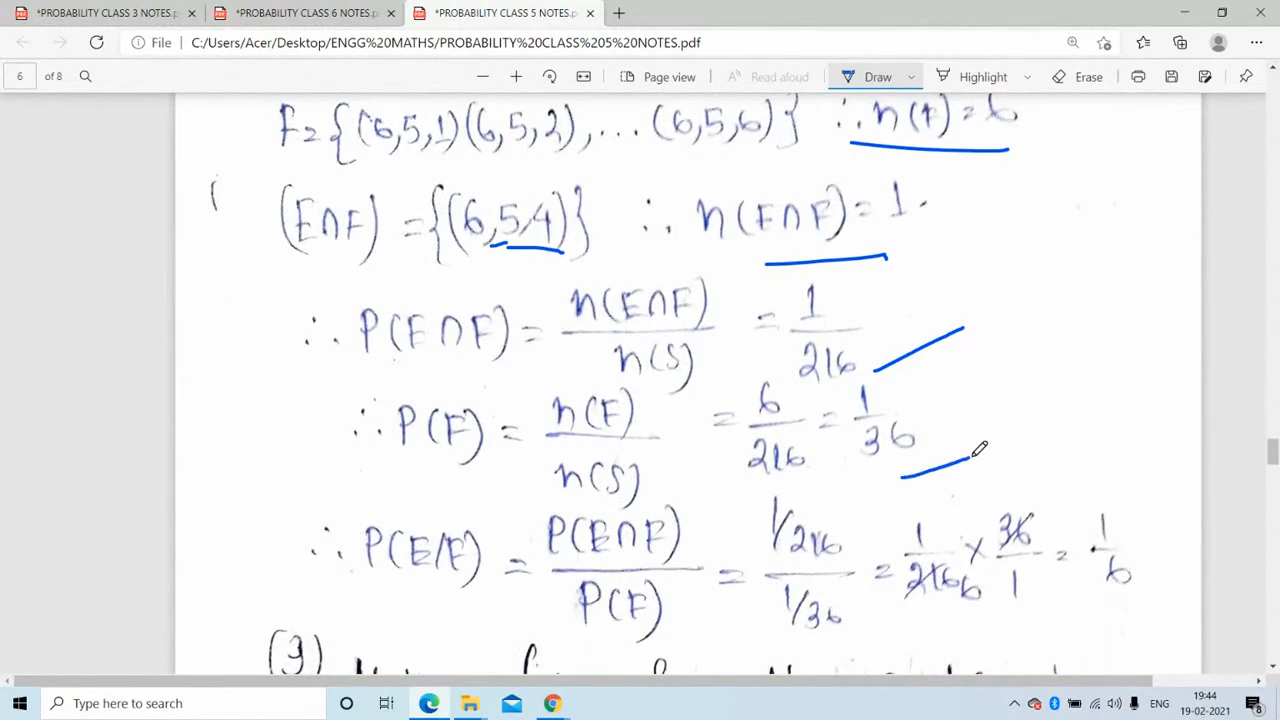 *PROBABILITY CLASS 3 NOTES.p
*PROBABILITY CLASS 6 NOTES.p
*PROBABILITY CLASS 5 NOTES.p
File C:/Users/Acer/Desktop/ENGG%20MATHS/PROBABILITY%20CLASS%205%20NOTES.pdf
6 of 8 Page view Read aloud Draw Highlight Erase
F={(6,5,1)(6,5,2),...(6,5,6)} ∴ n(F)=6
(E∩F) = {(6,5,4)} ∴ n(E∩F)=1.
∴ P(E∩F) = n(E∩F)/n(S) = 1/216
∴ P(F) = n(F)/n(S) = 6/216 = 1/36
∴ P(E/F) = P(E∩F)/P(F) = (1/216)/(1/36) = 1/216 × 36/1 = 1/6
(3)
Type here to search
ENG
19:44
19-02-2021
8